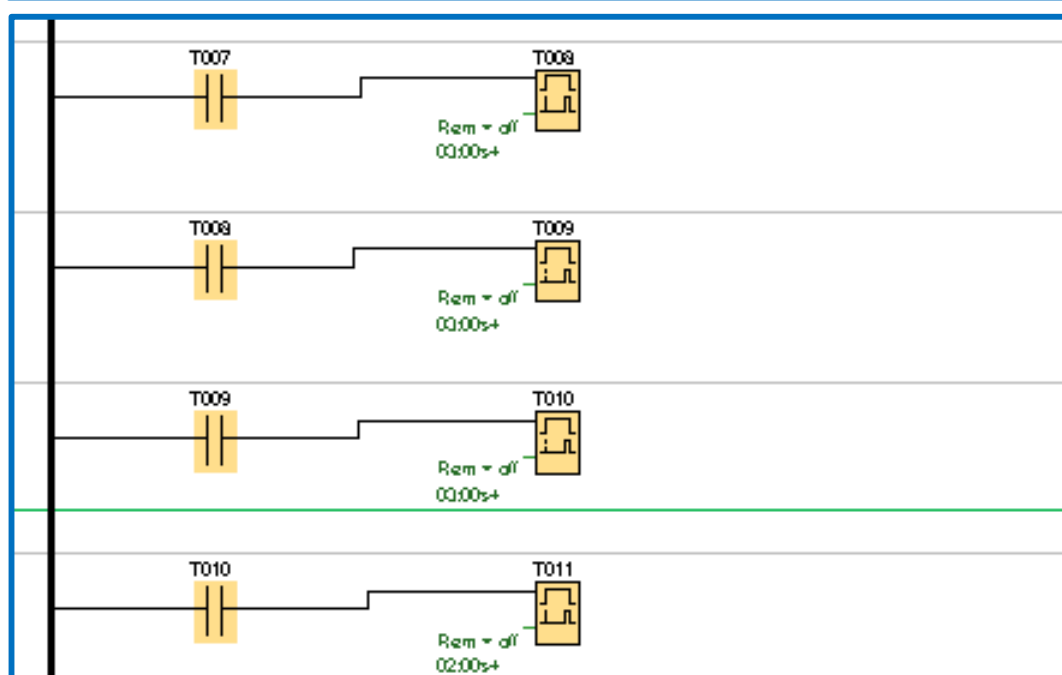 T007 T008
Rem = off
03:00s+
T008 T009
Rem = off
03:00s+
T009 T010
Rem = off
03:00s+
T010 T011
Rem = off
02:00s+